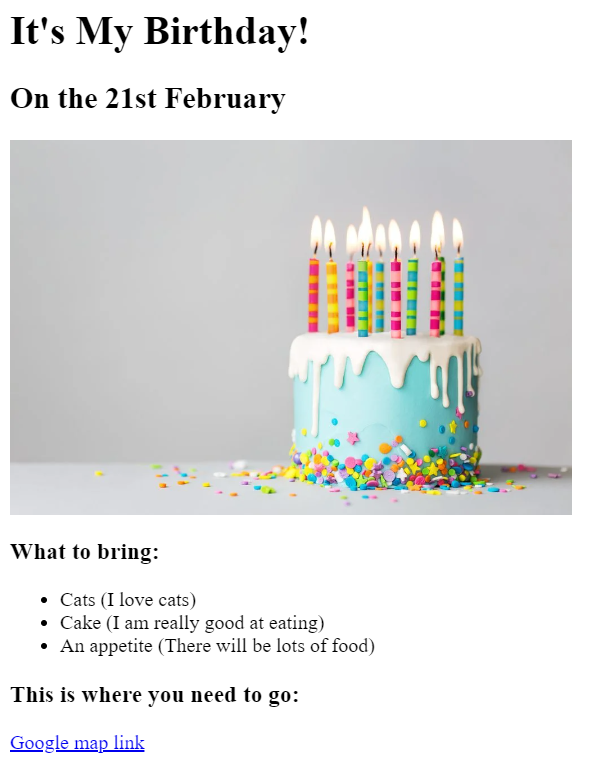 It's My Birthday!
On the 21st February
What to bring:
Cats (I love cats)
Cake (I am really good at eating)
An appetite (There will be lots of food)
This is where you need to go:
Google map link